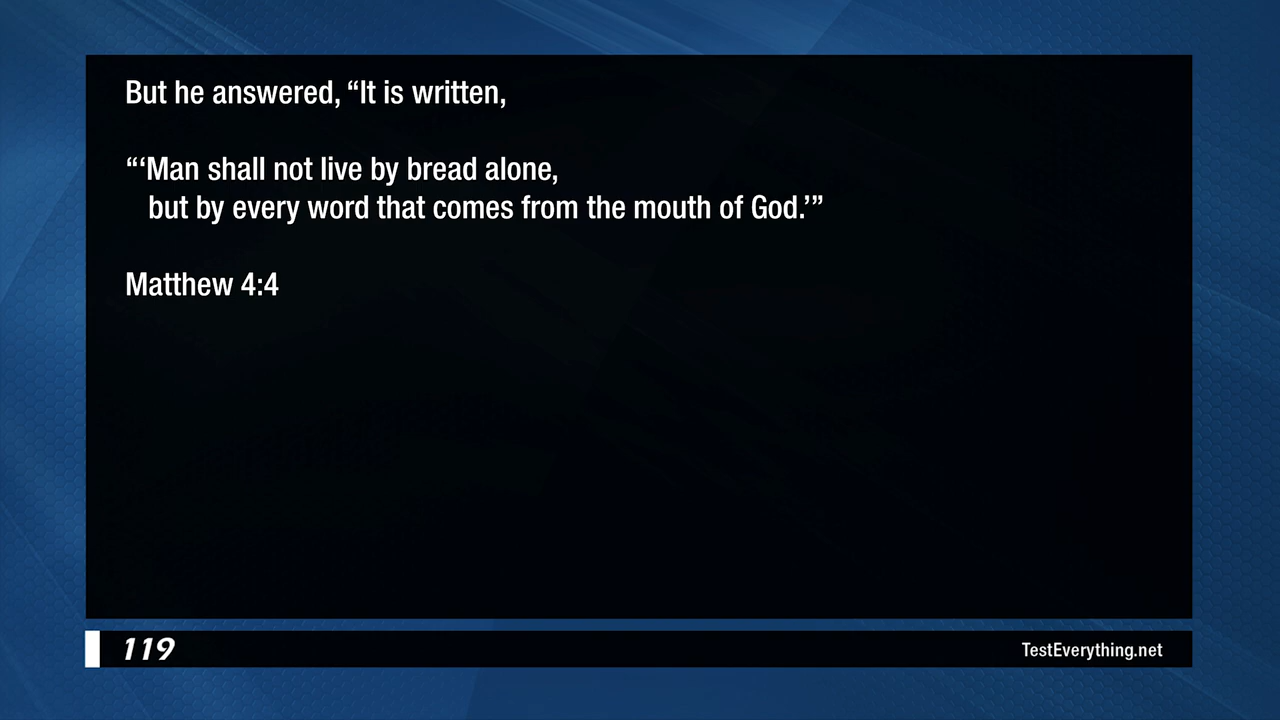 But he answered, “It is written,
“‘Man shall not live by bread alone,
but by every word that comes from the mouth of God.’”
Matthew 4:4
119
TestEverything.net